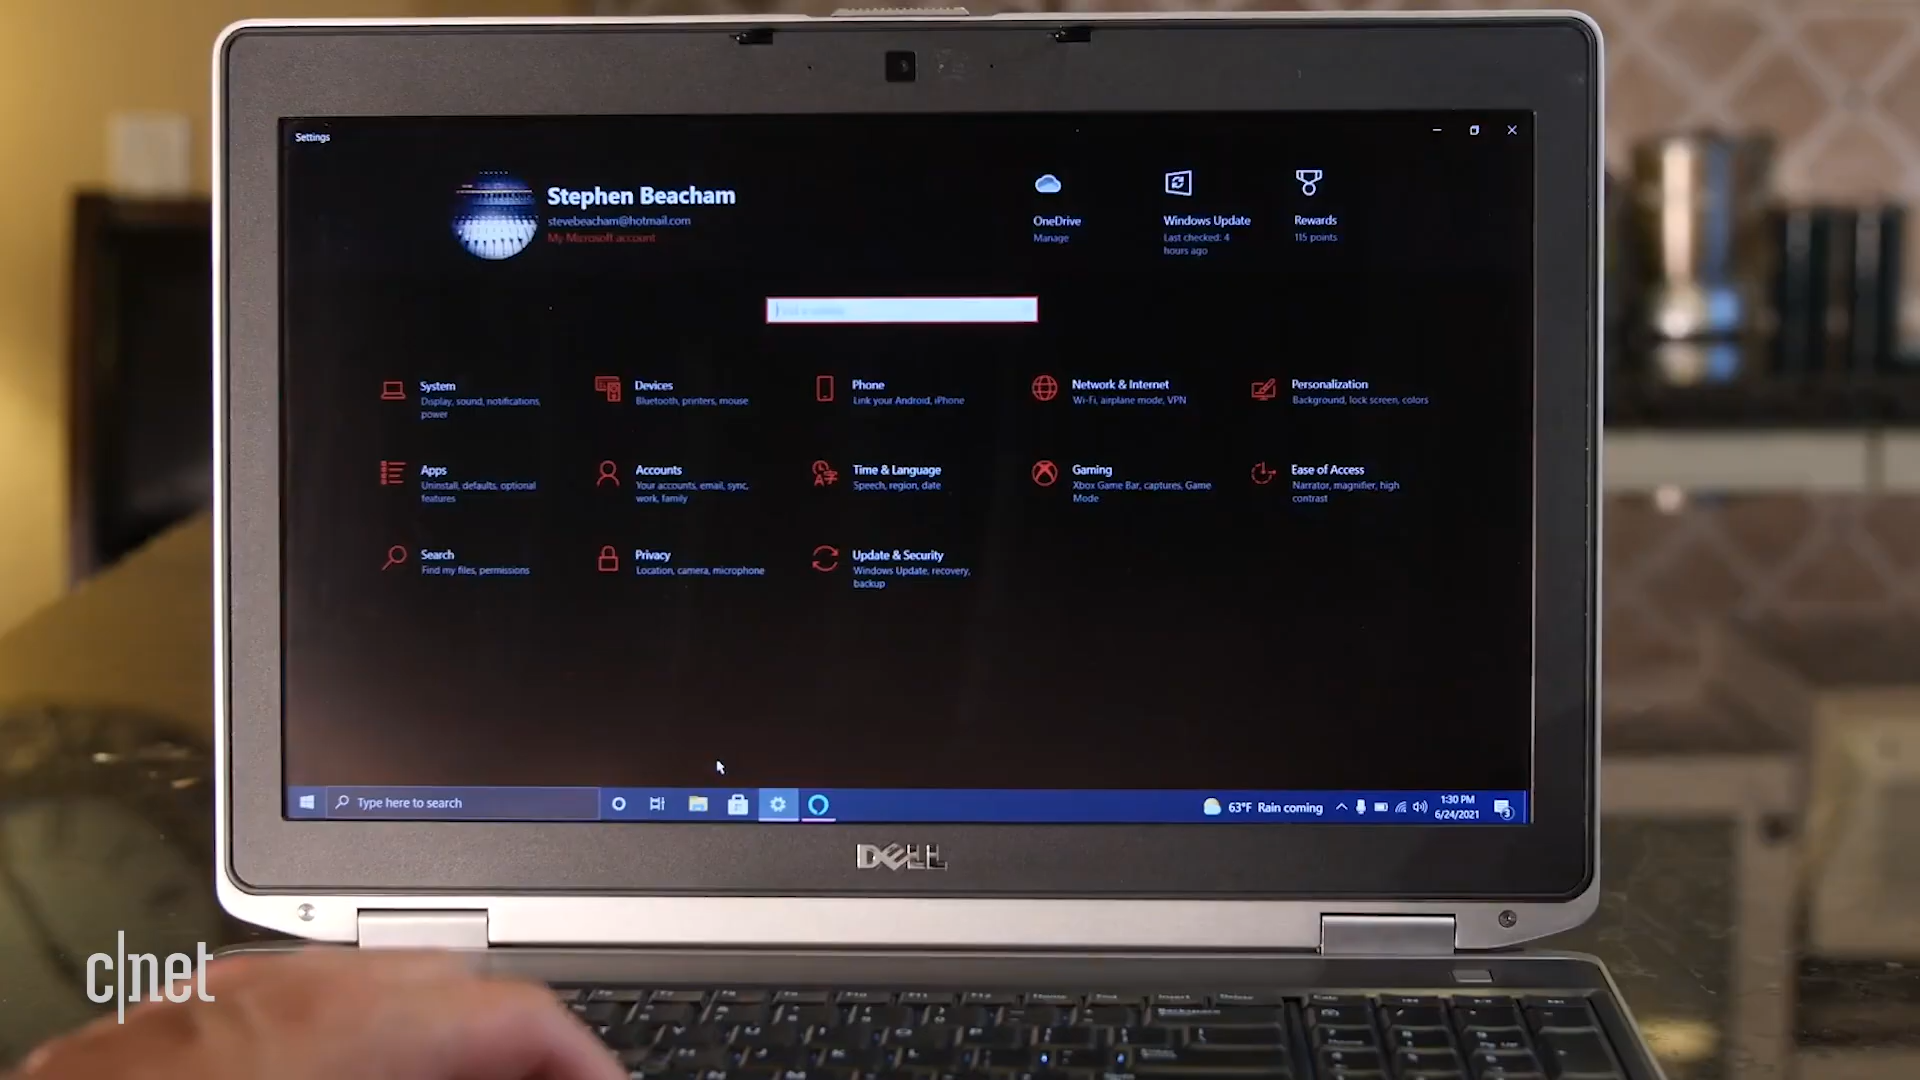 Settings
Stephen Beacham
stevebeacham@hotmail.com
My Microsoft account
OneDrive
Manage
Windows Update
Last checked: 4
hours ago
Rewards
115 points
System
Display, sound, notifications,
power
Devices
Bluetooth, printers, mouse
Phone
Link your Android, iPhone
Network & Internet
Wi-Fi, airplane mode, VPN
Personalization
Background, lock screen, colors
Apps
Uninstall, defaults, optional
features
Accounts
Your accounts, email, sync,
work, family
Time & Language
Speech, region, date
Gaming
Xbox Game Bar, captures, Game
Mode
Ease of Access
Narrator, magnifier, high
contrast
Search
Find my files, permissions
Privacy
Location, camera, microphone
Update & Security
Windows Update, recovery,
backup
Type here to search
63°F Rain coming
1:30 PM
6/24/2021
3
DELL
c|net